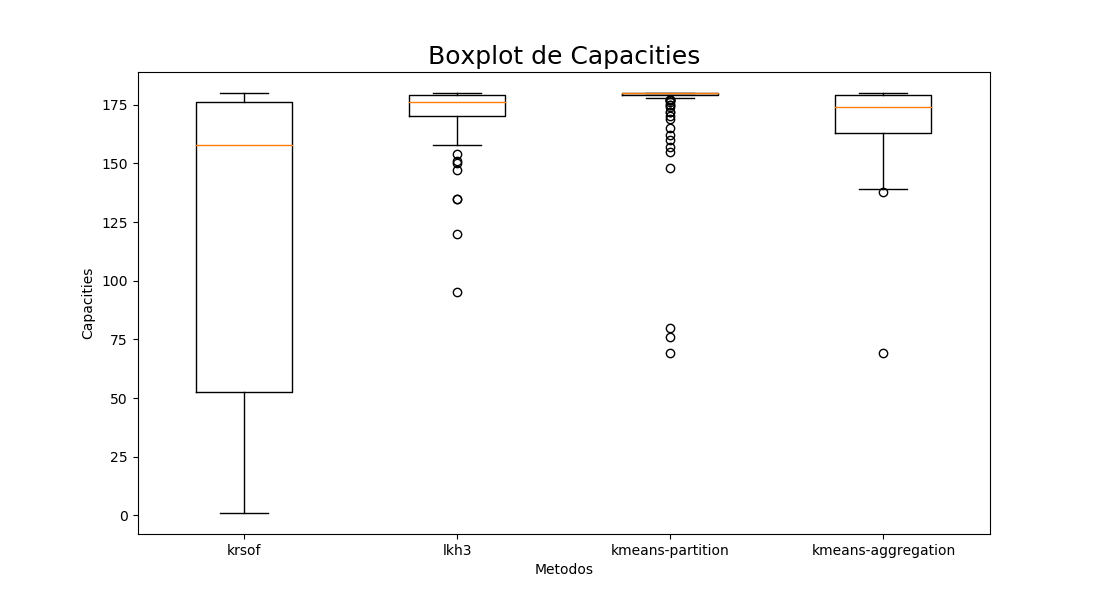 Boxplot de Capacities
175
150
125
100
75
50
25
0
Capacities
krsof lkh3 kmeans-partition kmeans-aggregation
Metodos